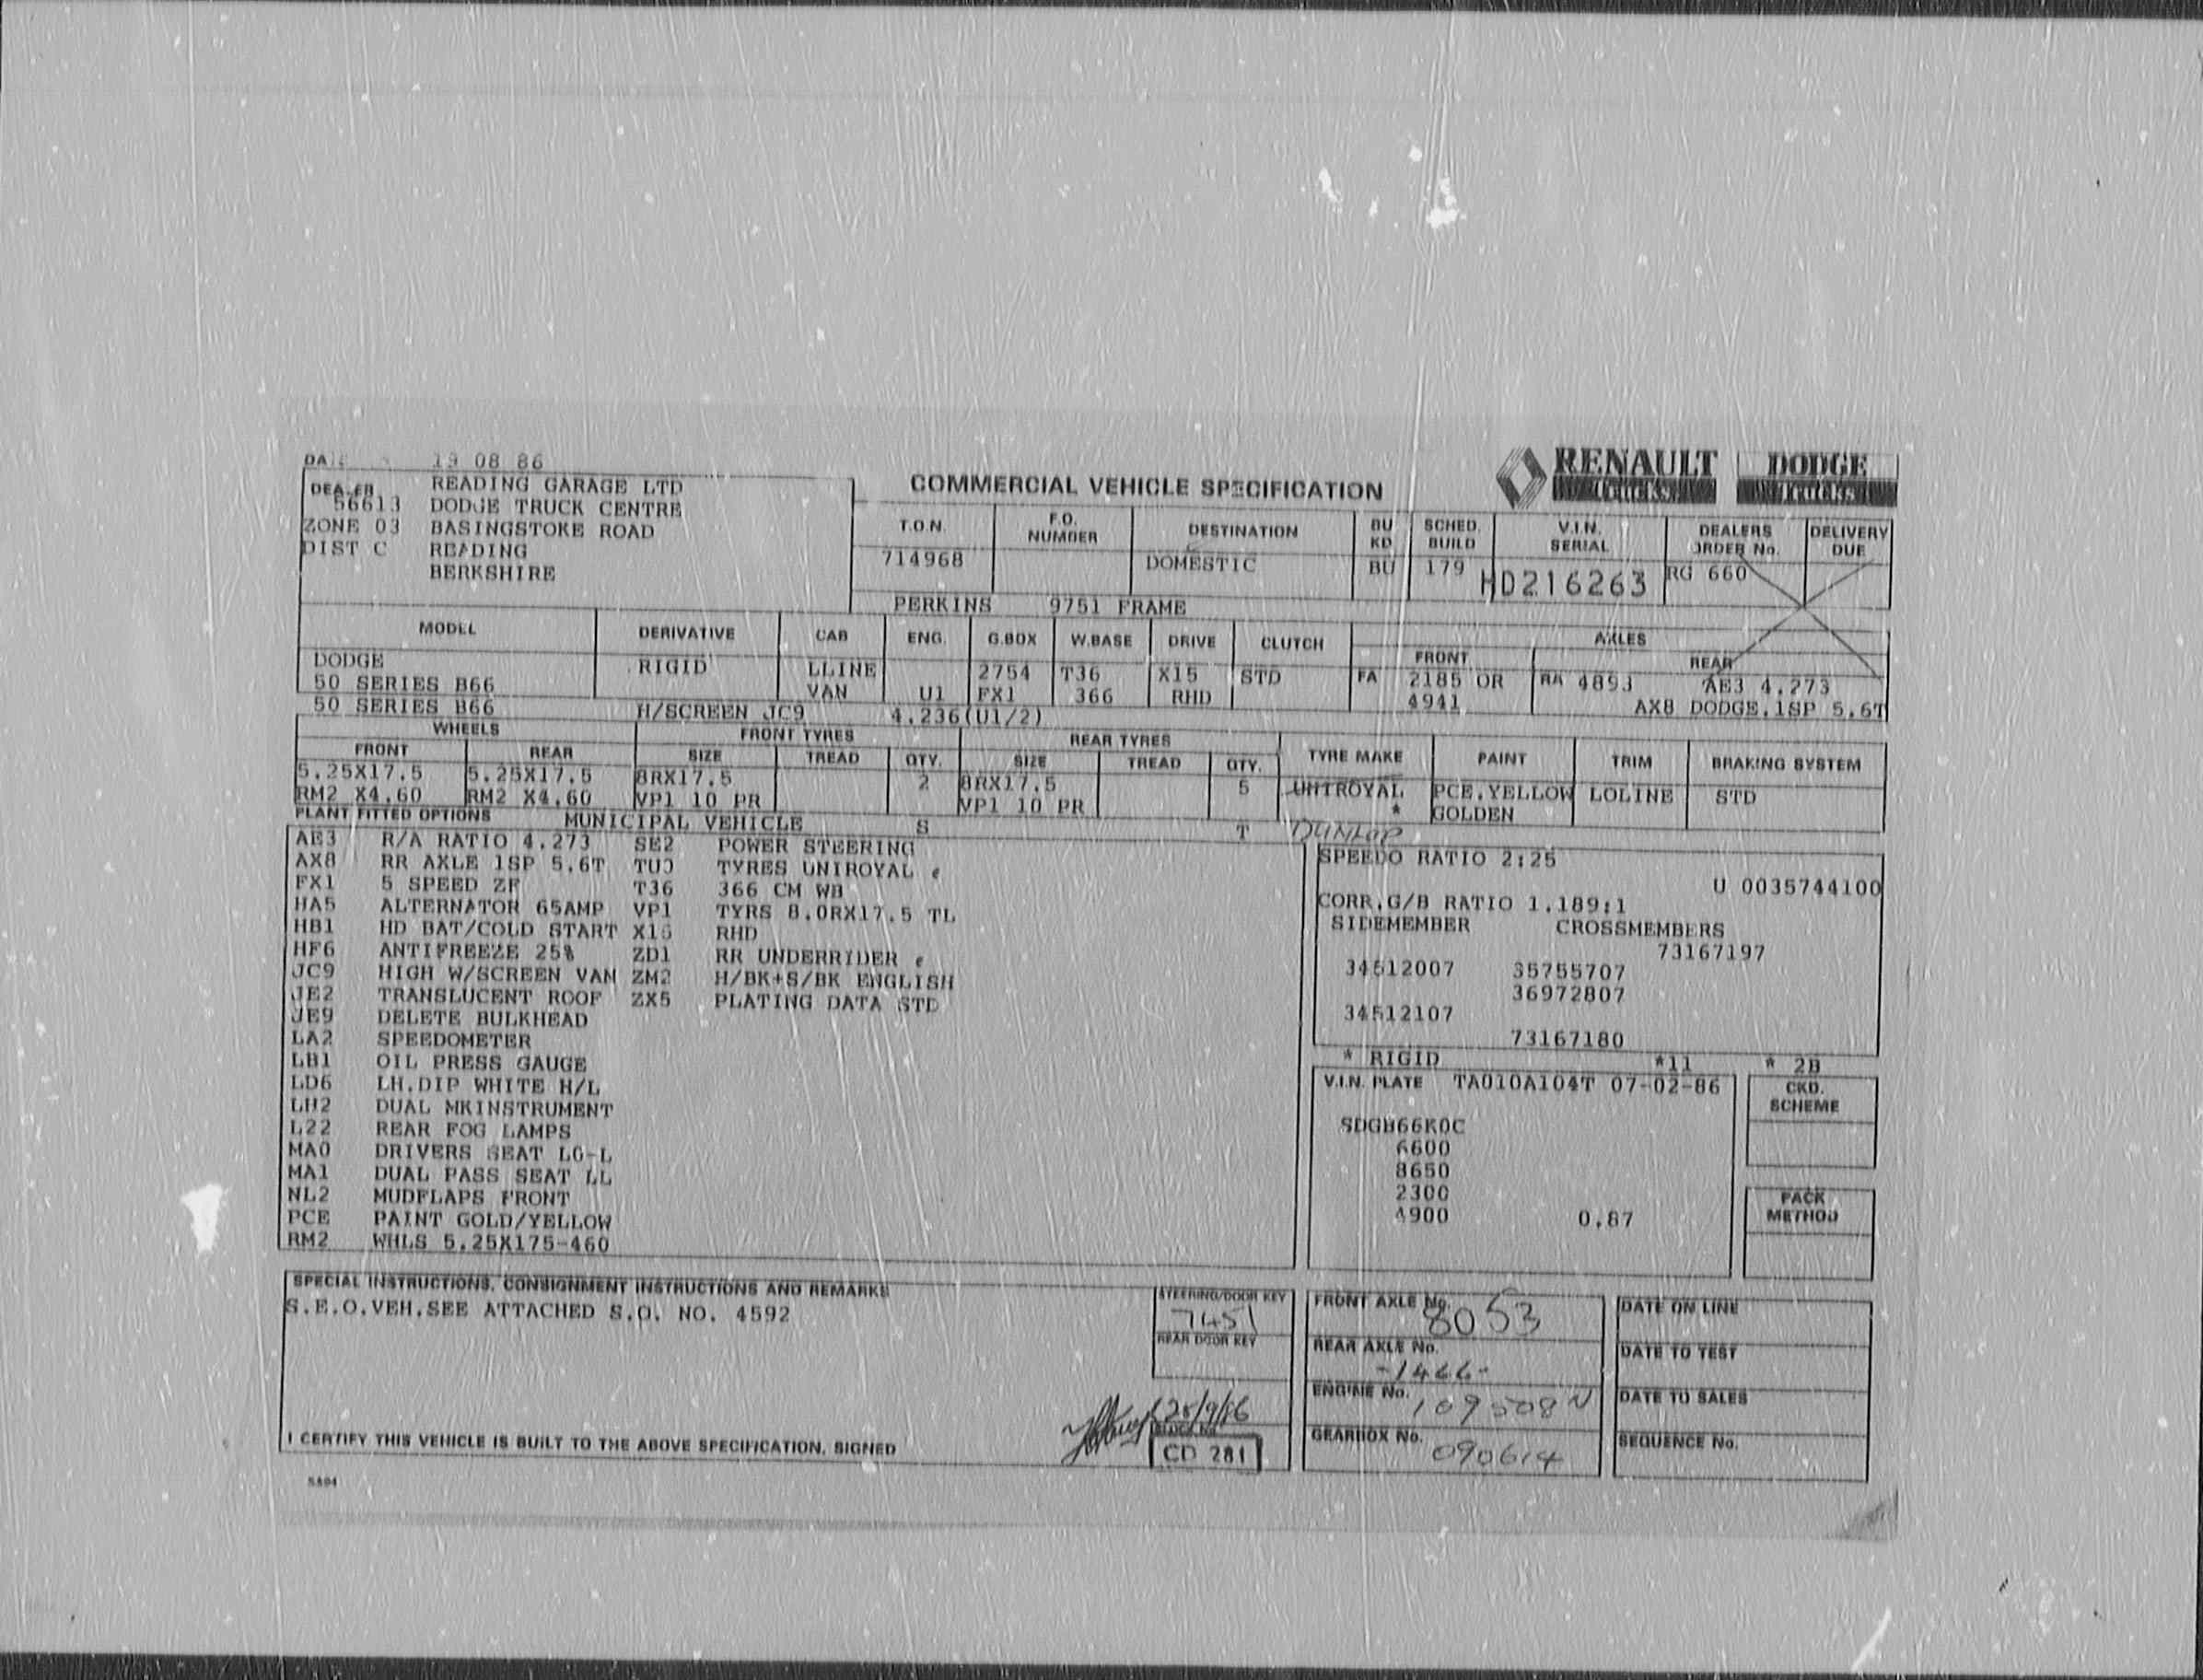 19 08 86
DEALER READING GARAGE LTD
56613 DODGE TRUCK CENTRE
ZONE 03 BASINGSTOKE ROAD
DIST C READING
BERKSHIRE
COMMERCIAL VEHICLE SPECIFICATION
RENAULT DODGE
T.O.N. F.O. NUMBER DESTINATION BU KD SCHED. BUILD V.I.N. SERIAL DEALERS ORDER No. DELIVERY DUE
714968 DOMESTIC BU 179 HD216263 RG 660
PERKINS 9751 FRAME
MODEL DERIVATIVE CAB ENG. G.BOX W.BASE DRIVE CLUTCH AXLES
FRONT REAR
DODGE RIGID LLINE 2754 T36 X15 STD FA 2185 OR RA AE3 4.273
50 SERIES B66 VAN U1 FX1 366 RHD 4941 AX8 DODGE.1SP 5.6T
50 SERIES B66 H/SCREEN JC9 4.236(U1/2)
WHEELS FRONT TYRES REAR TYRES
FRONT REAR SIZE TREAD QTY. SIZE TREAD QTY. TYRE MAKE PAINT TRIM BRAKING SYSTEM
5.25X17.5 5.25X17.5 8RX17.5 2 8RX17.5 5 UNIROYAL PCE.YELLOW LOLINE STD
RM2 X4.60 RM2 X4.60 VP1 10 PR VP1 10 PR * GOLDEN
PLANT FITTED OPTIONS MUNICIPAL VEHICLE S T DUNLOP
AE3 R/A RATIO 4.273 SE2 POWER STEERING
AX8 RR AXLE 1SP 5.6T TYRES UNIROYAL
FX1 5 SPEED ZF T36 366 CM WB
HA5 ALTERNATOR 65AMP VP1 TYRS 8.0RX17.5 TL
HB1 HD BAT/COLD START X15 RHD
HF6 ANTIFREEZE 25% ZD1 RR UNDERRIDER
JC9 HIGH W/SCREEN VAN ZM2 H/BK+S/BK ENGLISH
JE2 TRANSLUCENT ROOF ZX5 PLATING DATA STD
JE9 DELETE BULKHEAD
LA2 SPEEDOMETER
LB1 OIL PRESS GAUGE
LD6 LH.DIP WHITE H/L
LH2 DUAL MKINSTRUMENT
L22 REAR FOG LAMPS
MA0 DRIVERS SEAT LO-L
MA1 DUAL PASS SEAT LL
NL2 MUDFLAPS FRONT
PCE PAINT GOLD/YELLOW
RM2 WHLS 5.25X175-460
SPEEDO RATIO 2:25
U 0035744100
CORR.G/B RATIO 1.189:1
SIDEMEMBER CROSSMEMBERS
73167197
34512007 35755707
36972807
34512107
73167180
* RIGID *11 * 2B
V.I.N. PLATE TA010A104T 07-02-86
CKD. SCHEME
SDGB66K0C
6600
8650
2300
4900 0.87
PACK METHOD
SPECIAL INSTRUCTIONS, CONSIGNMENT INSTRUCTIONS AND REMARKS
S.E.O.VEH.SEE ATTACHED S.O. NO. 4592
STEERING/DOOR KEY
7451
REAR DOOR KEY
FRONT AXLE No. 8053
REAR AXLE No.
-1466-
ENGINE No. 109508N
GEARBOX No. 090614
DATE ON LINE
DATE TO TEST
DATE TO SALES
SEQUENCE No.
I CERTIFY THIS VEHICLE IS BUILT TO THE ABOVE SPECIFICATION. SIGNED
25/9/86
CD 281